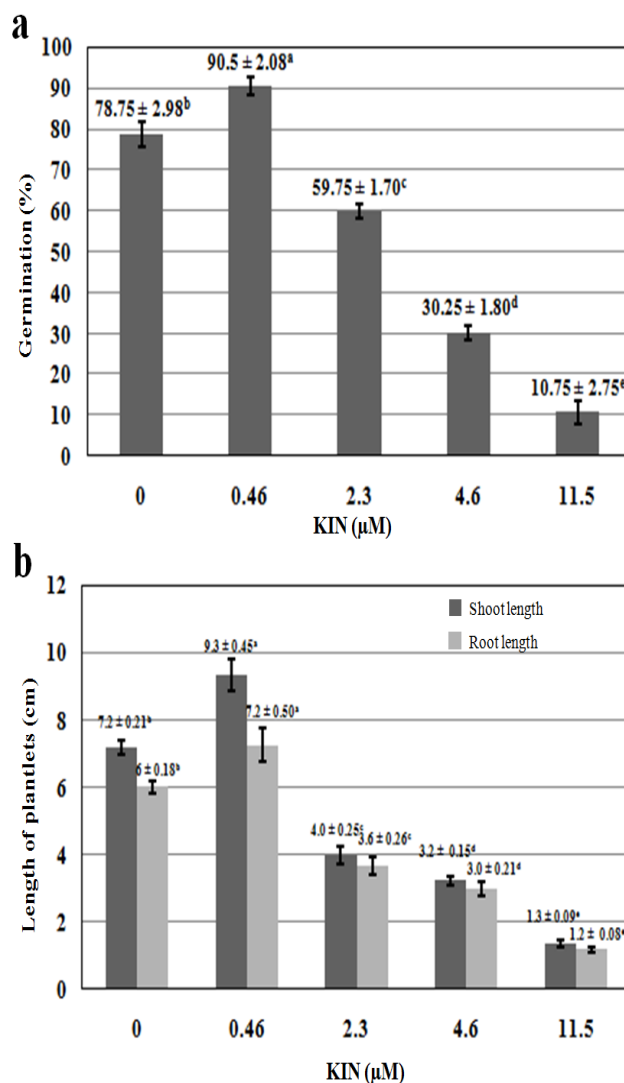 a
100
90
80
70
60
50
40
30
20
10
0
Germination (%)
78.75 ± 2.98ᵇ
90.5 ± 2.08ᵃ
59.75 ± 1.70ᶜ
30.25 ± 1.80ᵈ
10.75 ± 2.75ᵉ
0 0.46 2.3 4.6 11.5
KIN (µM)
b
12
10
8
6
4
2
0
Length of plantlets (cm)
Shoot length
Root length
7.2 ± 0.21ᵇ
6 ± 0.18ᵇ
9.3 ± 0.45ᵃ
7.2 ± 0.50ᵃ
4.0 ± 0.25ᶜ
3.6 ± 0.26ᶜ
3.2 ± 0.15ᵈ
3.0 ± 0.21ᵈ
1.3 ± 0.09ᵉ
1.2 ± 0.08ᵉ
0 0.46 2.3 4.6 11.5
KIN (µM)